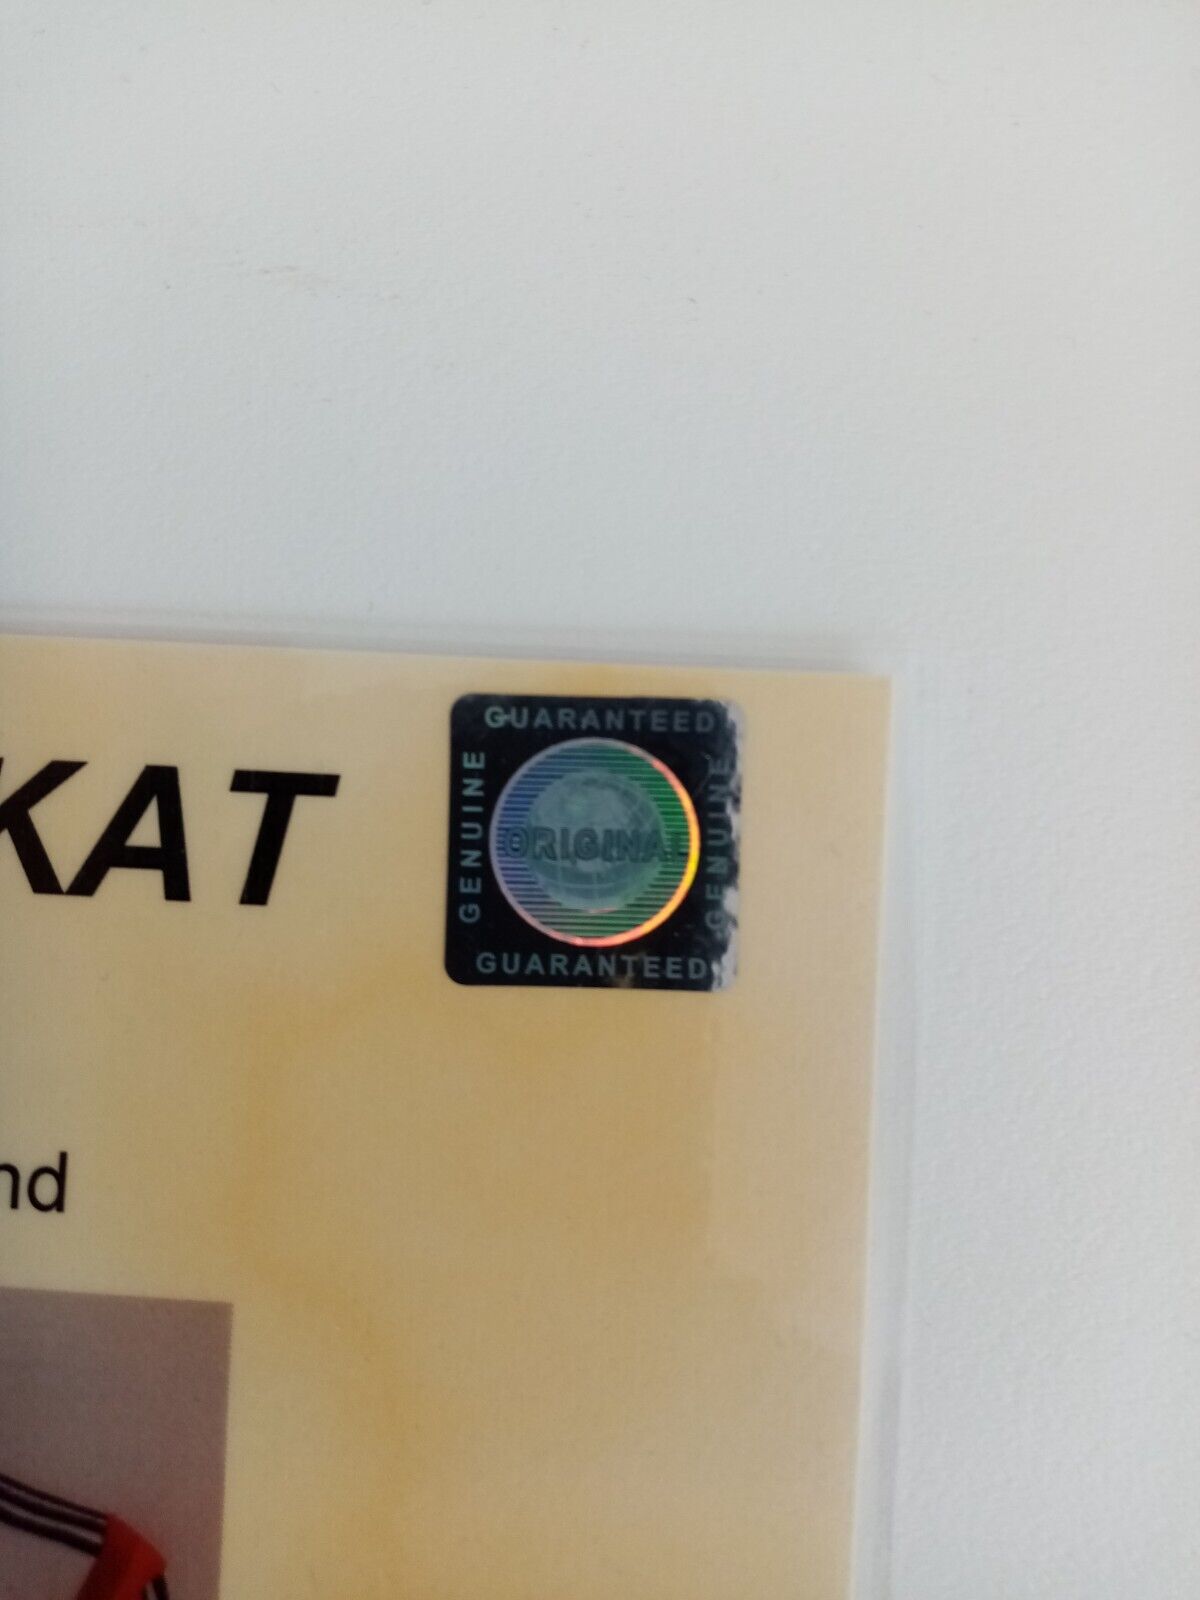 KAT
GUARANTEED
GENUINE
ORIGINAL
GENUINE
GUARANTEED
nd